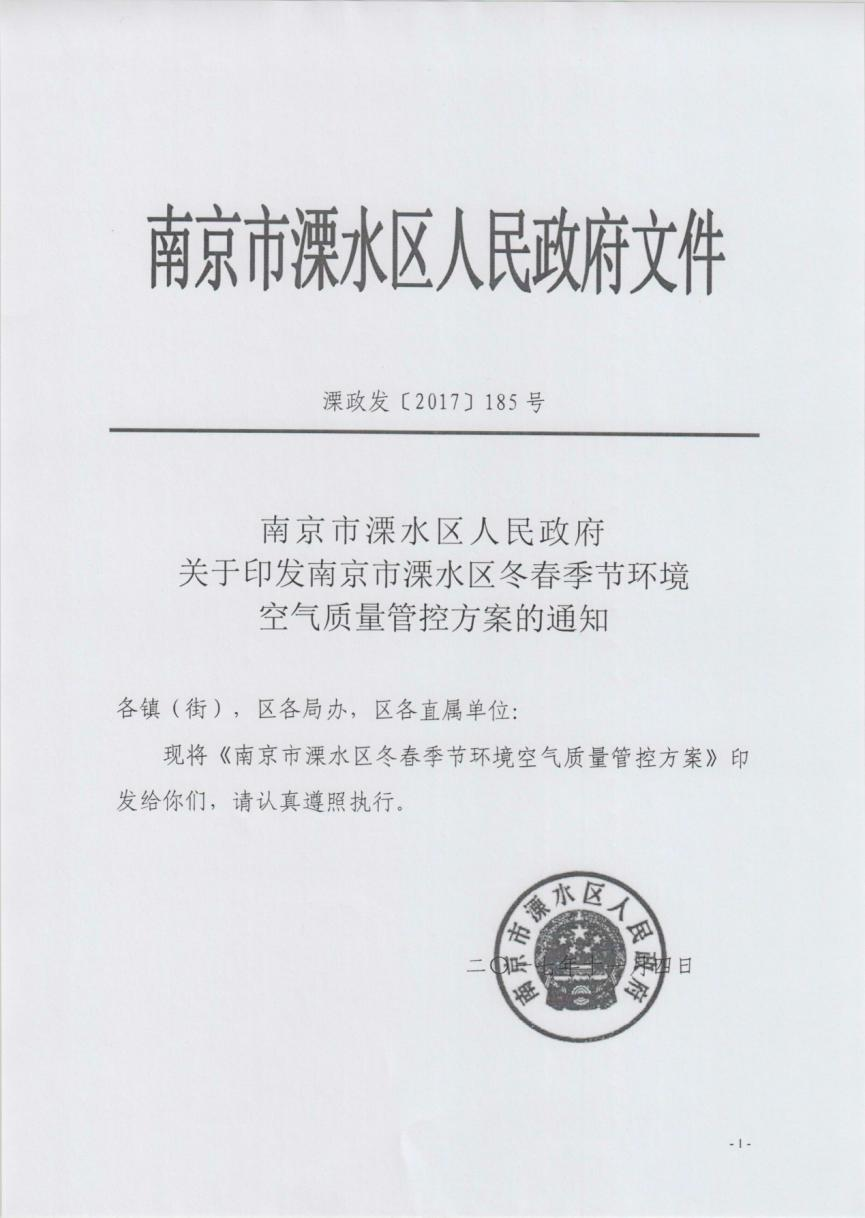 南京市溧水区人民政府文件
溧政发〔2017〕185号
南京市溧水区人民政府
关于印发南京市溧水区冬春季节环境
空气质量管控方案的通知
各镇（街），区各局办，区各直属单位：
现将《南京市溧水区冬春季节环境空气质量管控方案》印
发给你们，请认真遵照执行。
南京市溧水区人民政府
二〇一七年十一月四日
- 1 -